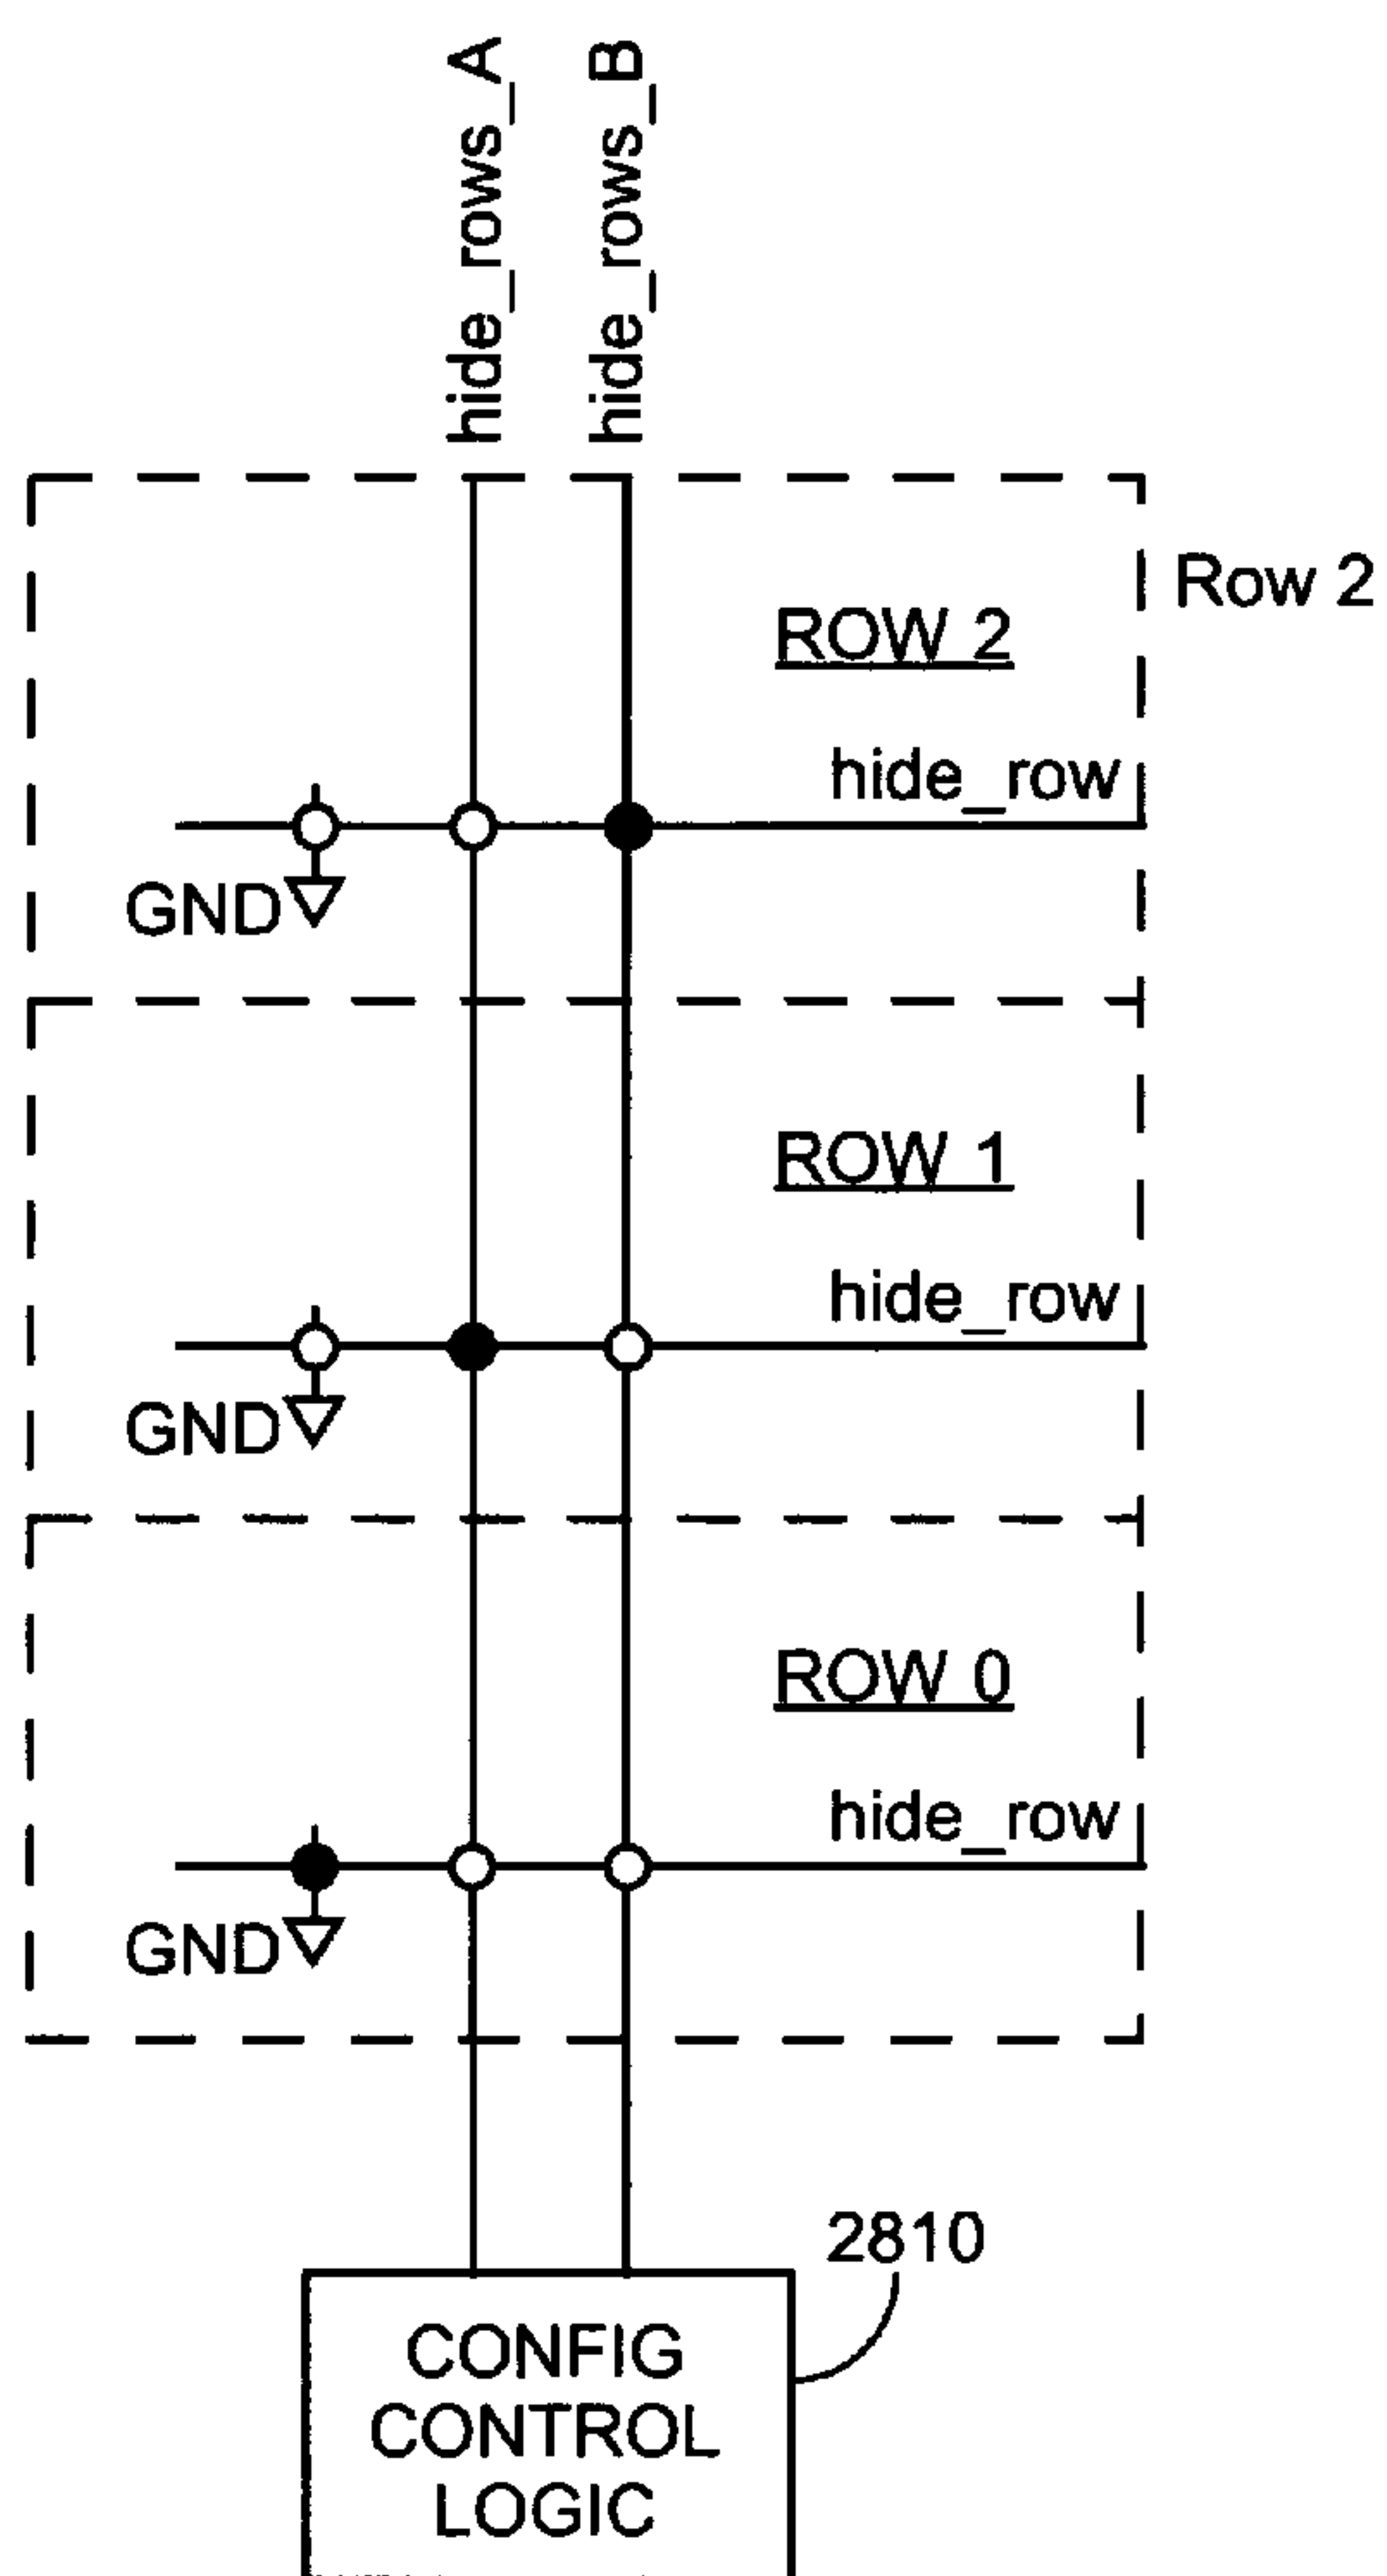 hide_rows_A
hide_rows_B
Row 2
ROW 2
hide_row
GND
ROW 1
hide_row
GND
ROW 0
hide_row
GND
2810
CONFIG
CONTROL
LOGIC